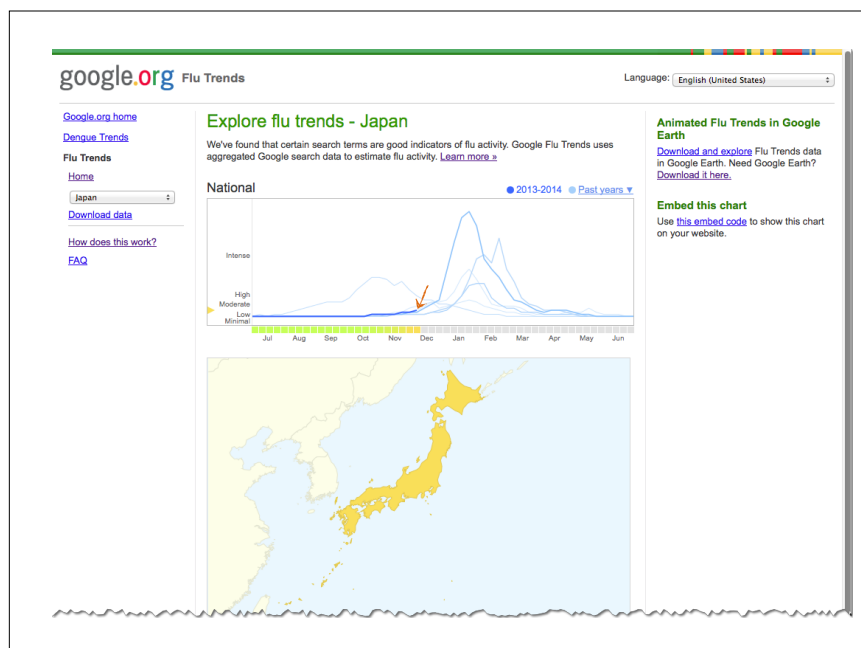 google.org Flu Trends
Language: English (United States)
Google.org home
Dengue Trends
Flu Trends
Home
Japan
Download data
How does this work?
FAQ
Explore flu trends - Japan
We've found that certain search terms are good indicators of flu activity. Google Flu Trends uses
aggregated Google search data to estimate flu activity. Learn more »
National
2013-2014 Past years ▼
Intense
High
Moderate
Low
Minimal
Jul Aug Sep Oct Nov Dec Jan Feb Mar Apr May Jun
Animated Flu Trends in Google
Earth
Download and explore Flu Trends data
in Google Earth. Need Google Earth?
Download it here.
Embed this chart
Use this embed code to show this chart
on your website.